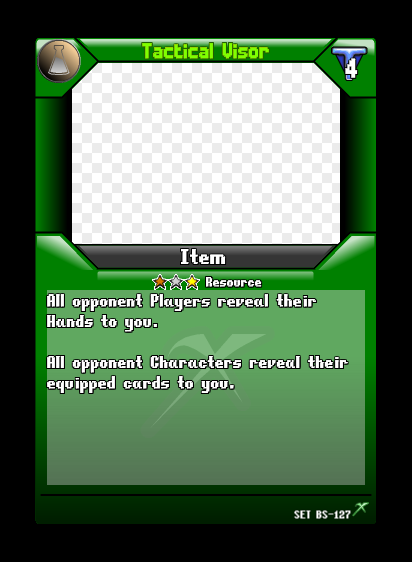 Tactical Visor
4
Item
Resource
All opponent Players reveal their
Hands to you.
All opponent Characters reveal their
equipped cards to you.
SET BS-127